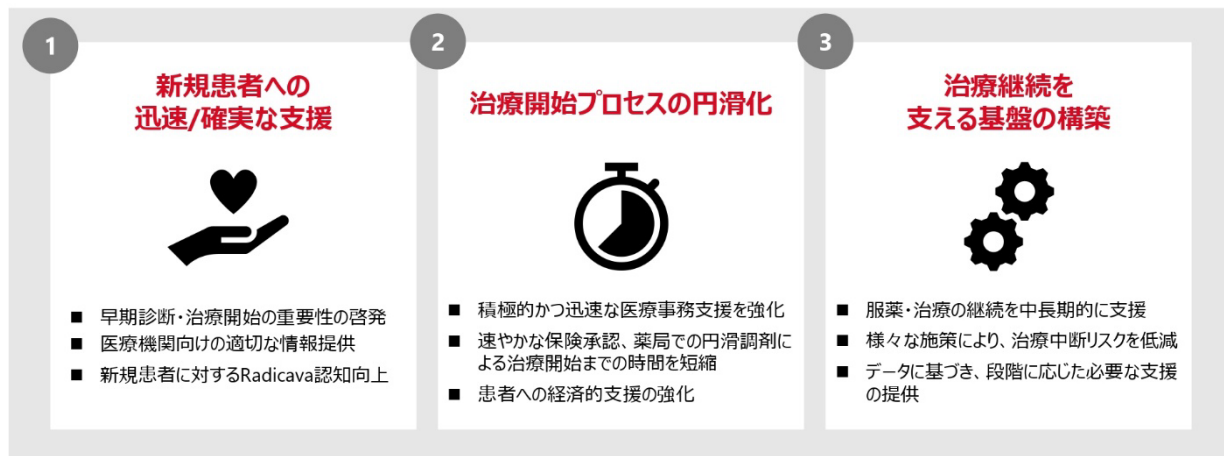 1
新規患者への
迅速/確実な支援
■ 早期診断・治療開始の重要性の啓発
■ 医療機関向けの適切な情報提供
■ 新規患者に対するRadicava認知向上
2
治療開始プロセスの円滑化
■ 積極的かつ迅速な医療事務支援を強化
■ 速やかな保険承認、薬局での円滑調剤に
よる治療開始までの時間を短縮
■ 患者への経済的支援の強化
3
治療継続を
支える基盤の構築
■ 服薬・治療の継続を中長期的に支援
■ 様々な施策により、治療中断リスクを低減
■ データに基づき、段階に応じた必要な支援
の提供